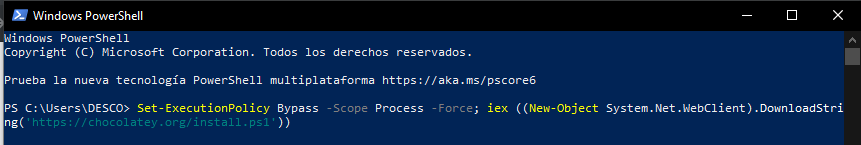 Windows PowerShell
Windows PowerShell
Copyright (C) Microsoft Corporation. Todos los derechos reservados.
Prueba la nueva tecnología PowerShell multiplataforma https://aka.ms/pscore6
PS C:\Users\DESCO> Set-ExecutionPolicy Bypass -Scope Process -Force; iex ((New-Object System.Net.WebClient).DownloadStri
ng('https://chocolatey.org/install.ps1'))